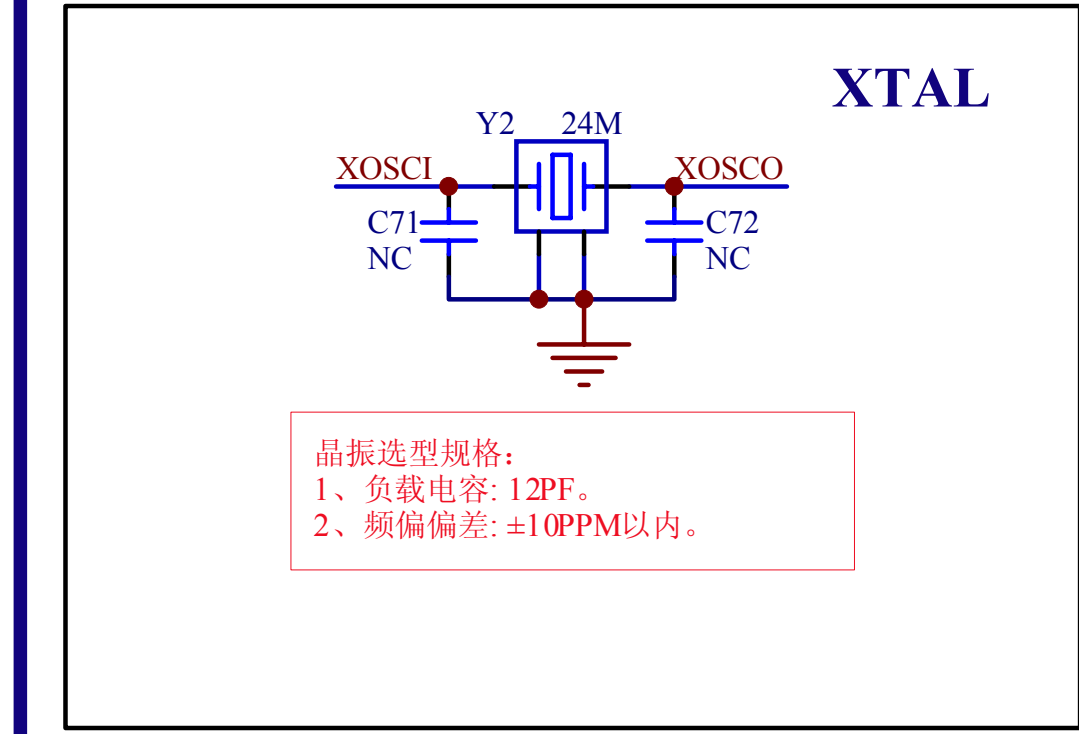 XTAL
Y2 24M
XOSCI XOSCO
C71 C72
NC NC
晶振选型规格：
1、负载电容: 12PF。
2、频偏偏差: ±10PPM以内。